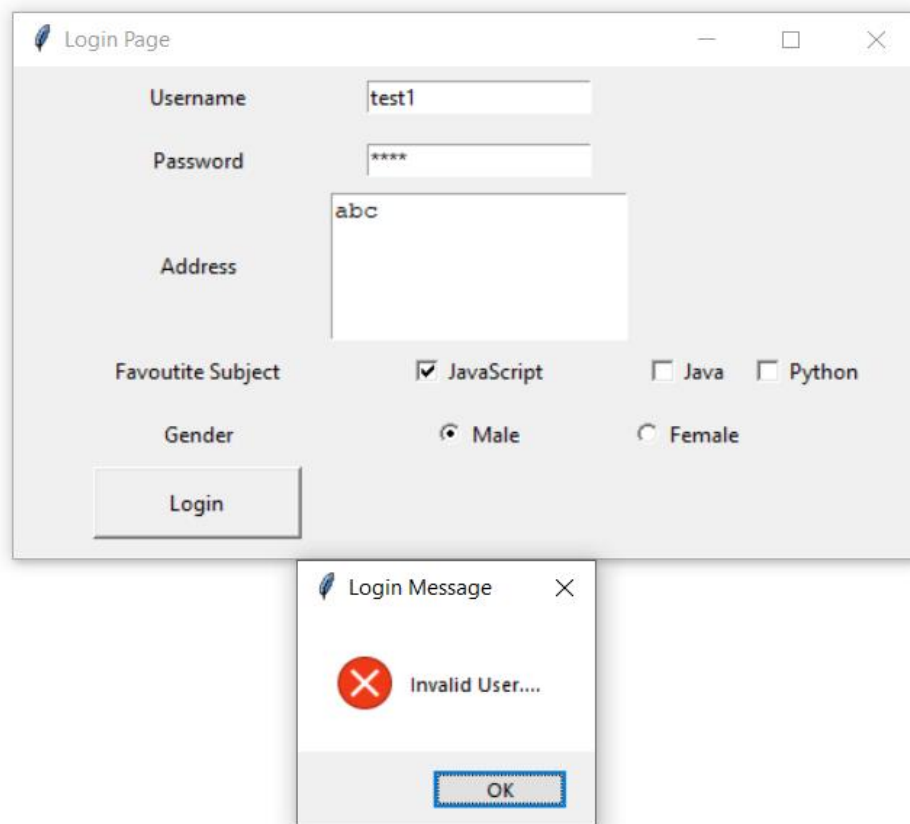 Login Page
Username test1
Password ****
Address abc
Favoutite Subject JavaScript Java Python
Gender Male Female
Login
Login Message
Invalid User....
OK